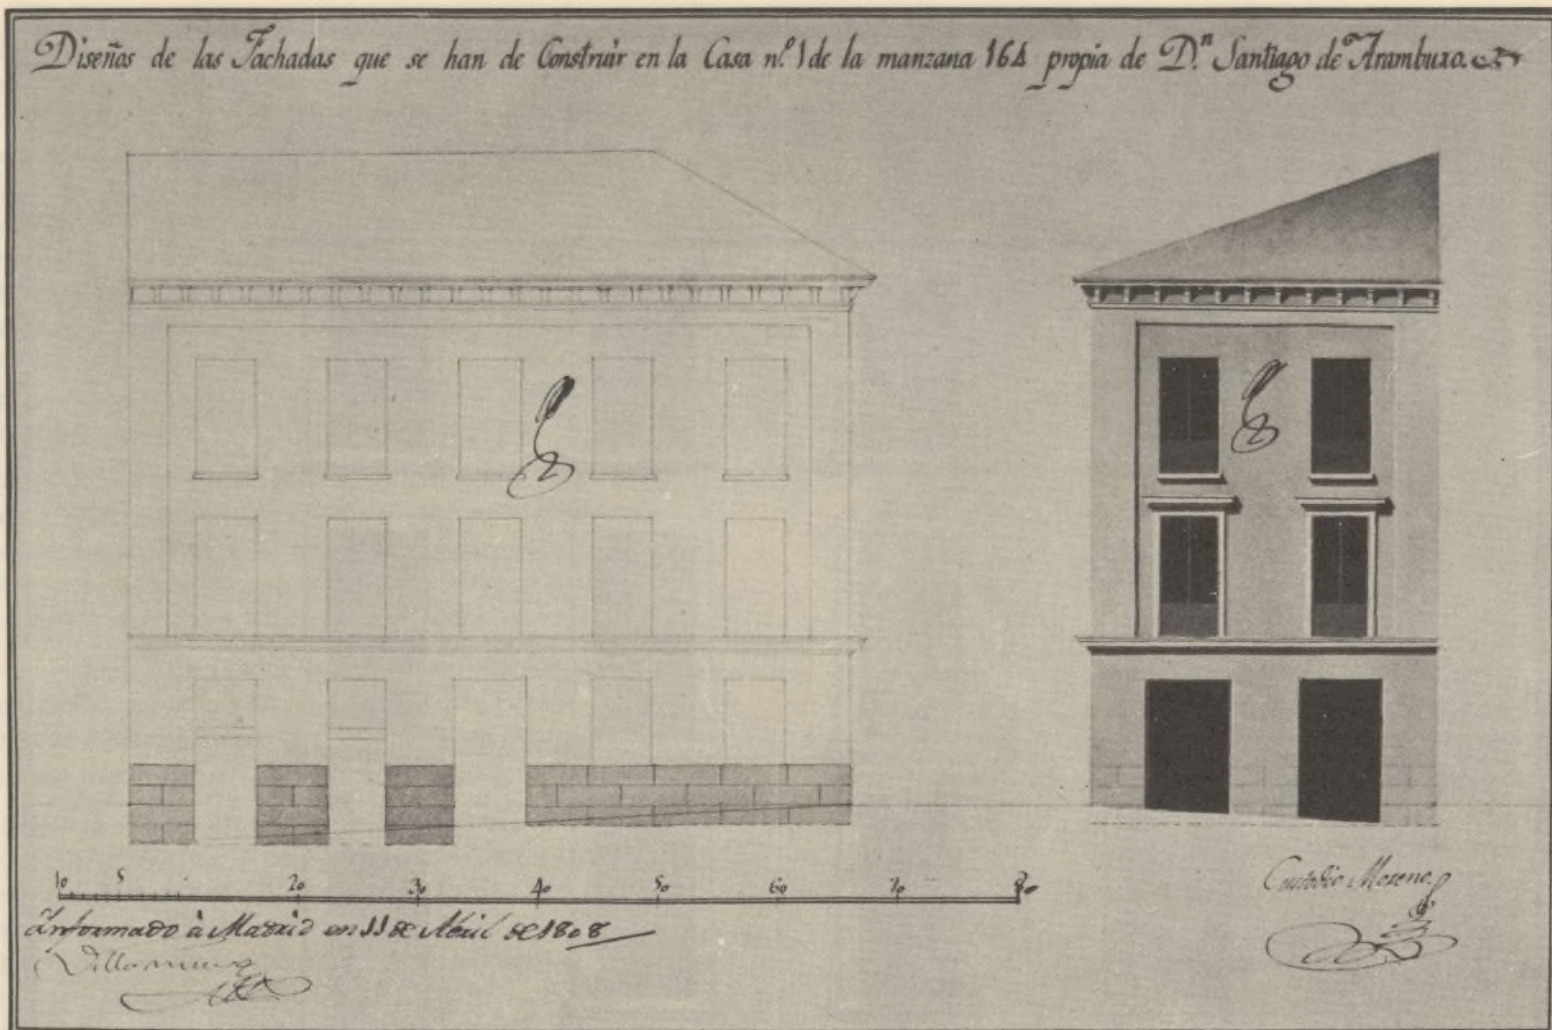 Diseños de las Fachadas que se han de Construir en la Casa n.º 1 de la manzana 164 propia de D.ⁿ Santiago de Aramburo.
10 5 20 30 40 50 60 70 80
Informado à Madrid en 11 de Abril de 1808
Villanueva
Custodio Moreno